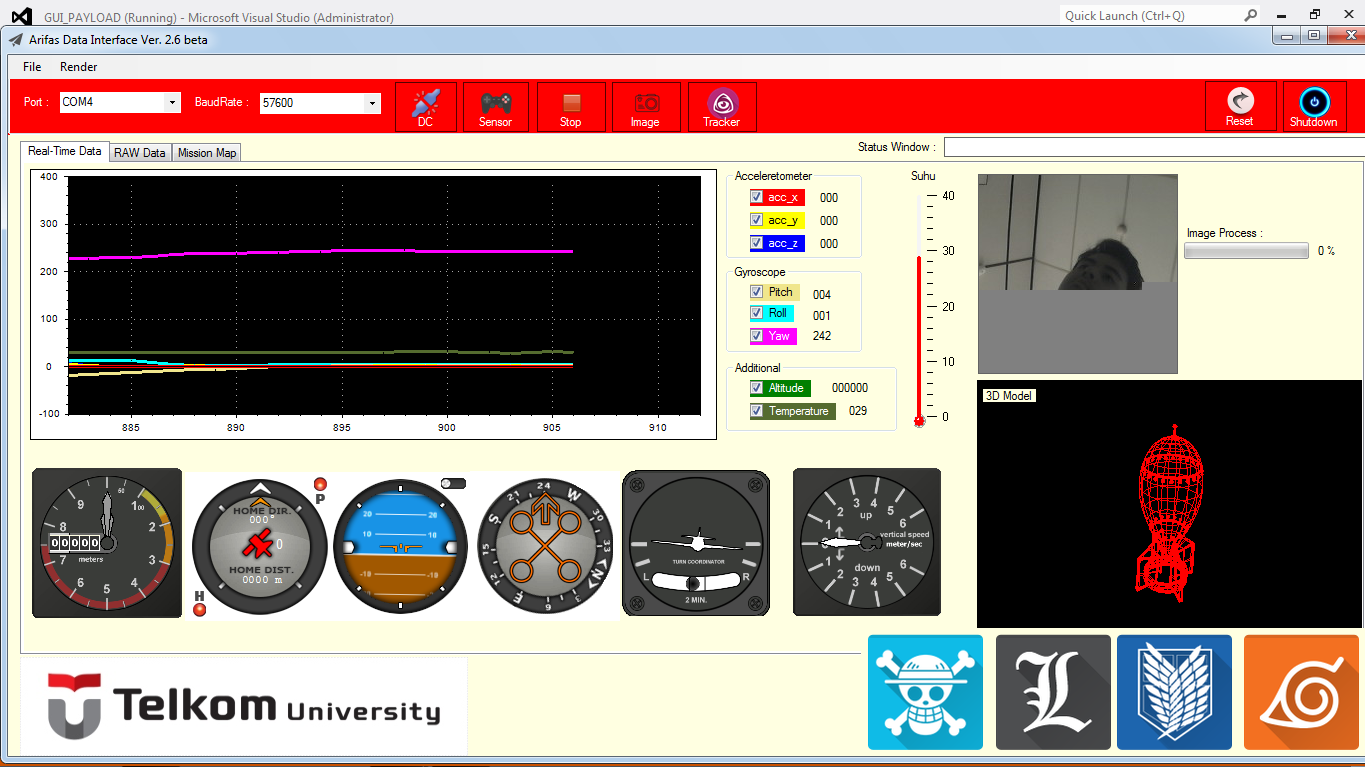 GUI_PAYLOAD (Running) - Microsoft Visual Studio (Administrator)
Quick Launch (Ctrl+Q)
Arifas Data Interface Ver. 2.6 beta
File Render
Port : COM4 BaudRate : 57600
DC Sensor Stop Image Tracker Reset Shutdown
Real-Time Data RAW Data Mission Map
Status Window :
400
300
200
100
0
-100
885 890 895 900 905 910
Acceleretometer
acc_x 000
acc_y 000
acc_z 000
Gyroscope
Pitch 004
Roll 001
Yaw 242
Additional
Altitude 000000
Temperature 029
Suhu
40
30
20
10
0
Image Process :
0 %
3D Model
60
9 1 00
8 2
00000
7 meters 3
6 4
5
P
HOME DIR.
000°
0
HOME DIST.
0000 m
H
20 20
10 10
-10 -10
21 24 W
S 30
15 33
12 N
E 9 6 3
L R
TURN COORDINATOR
2 MIN.
3 4 5
2 up 6
1
vertical speed
meter/sec
1
2 down 6
3 4 5
Telkom University
L